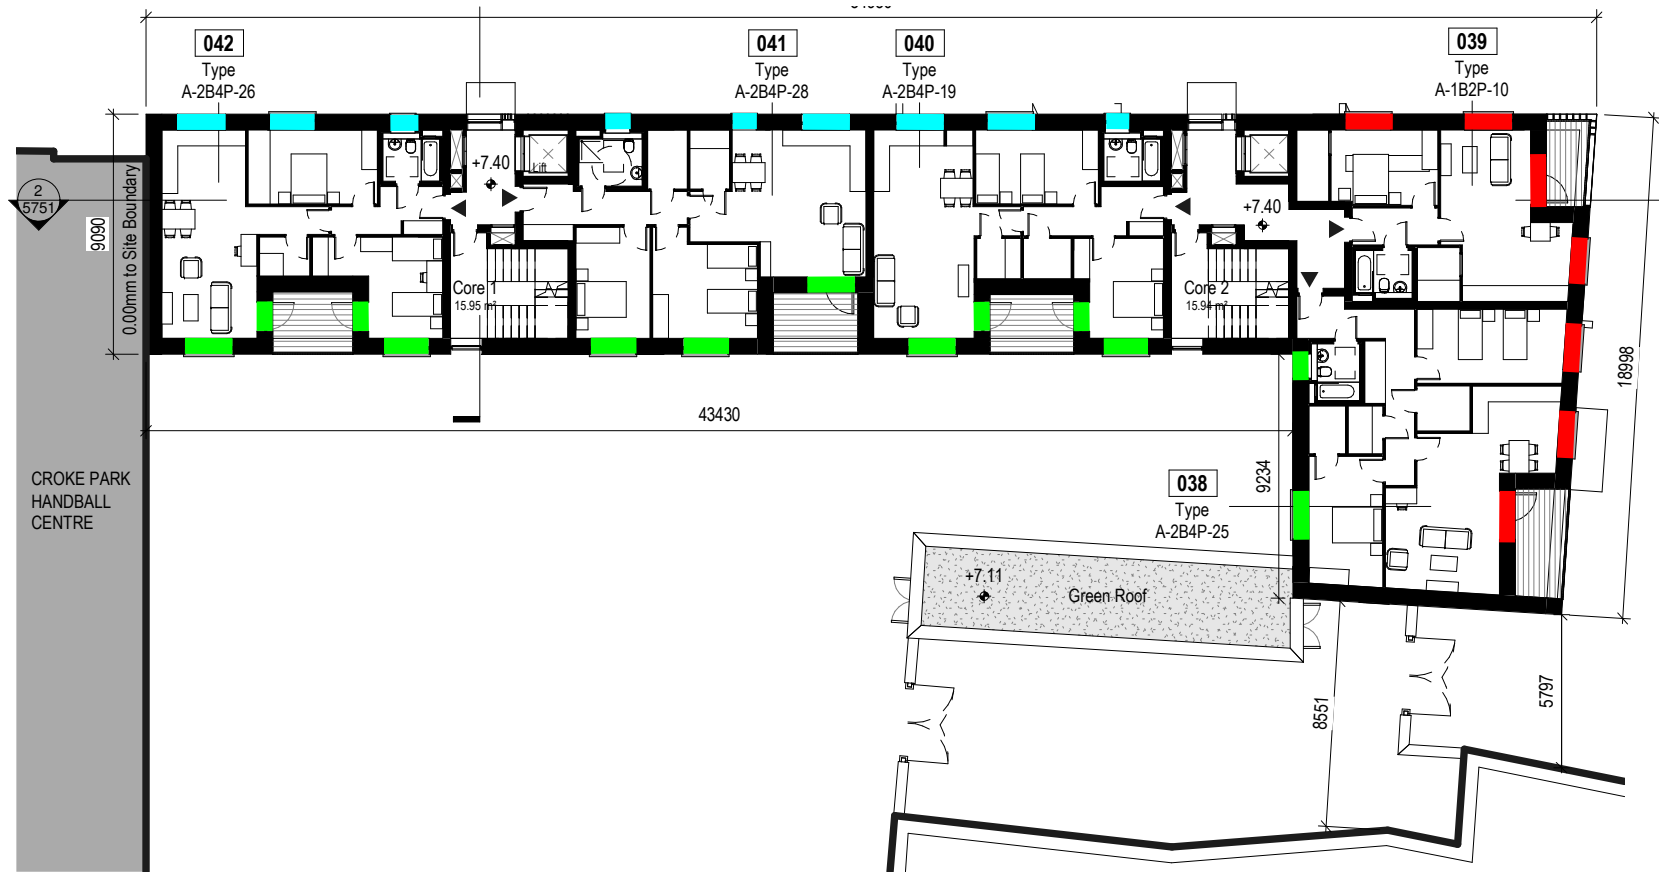 042
Type
A-2B4P-26
041
Type
A-2B4P-28
040
Type
A-2B4P-19
039
Type
A-1B2P-10
2
5751
9090
0.00mm to Site Boundary
+7.40
Lift
+7.40
Core 1
15.95 m²
Core 2
15.94 m²
18998
43430
9234
CROKE PARK
HANDBALL
CENTRE
038
Type
A-2B4P-25
+7.11
Green Roof
8551
5797